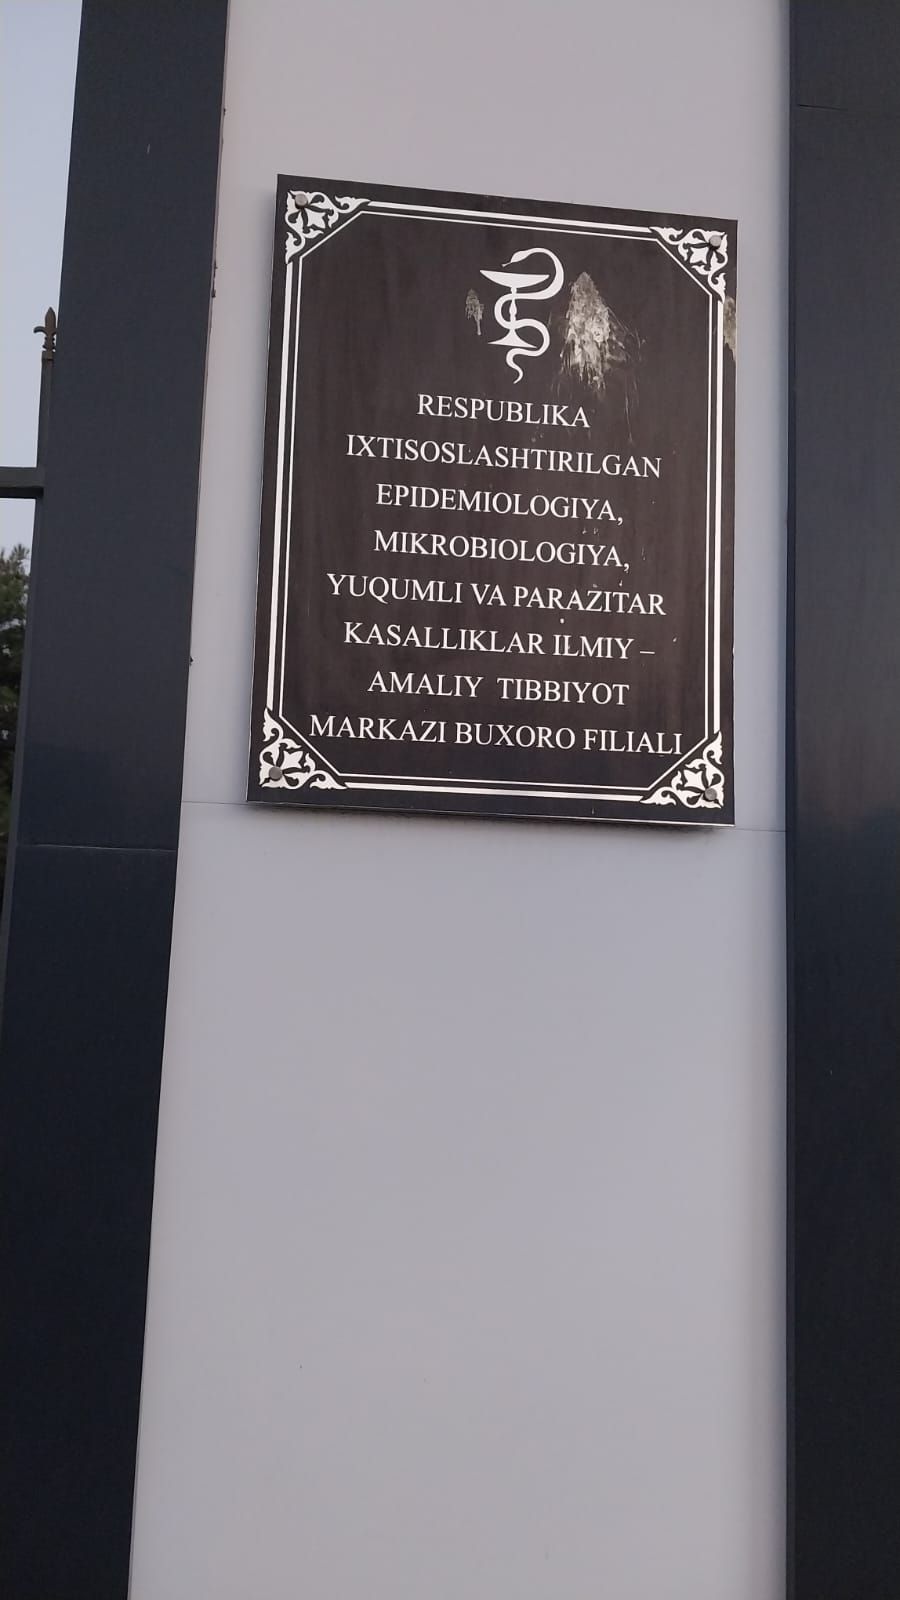 RESPUBLIKA
IXTISOSLASHTIRILGAN
EPIDEMIOLOGIYA,
MIKROBIOLOGIYA,
YUQUMLI VA PARAZITAR
KASALLIKLAR ILMIY –
AMALIY TIBBIYOT
MARKAZI BUXORO FILIALI